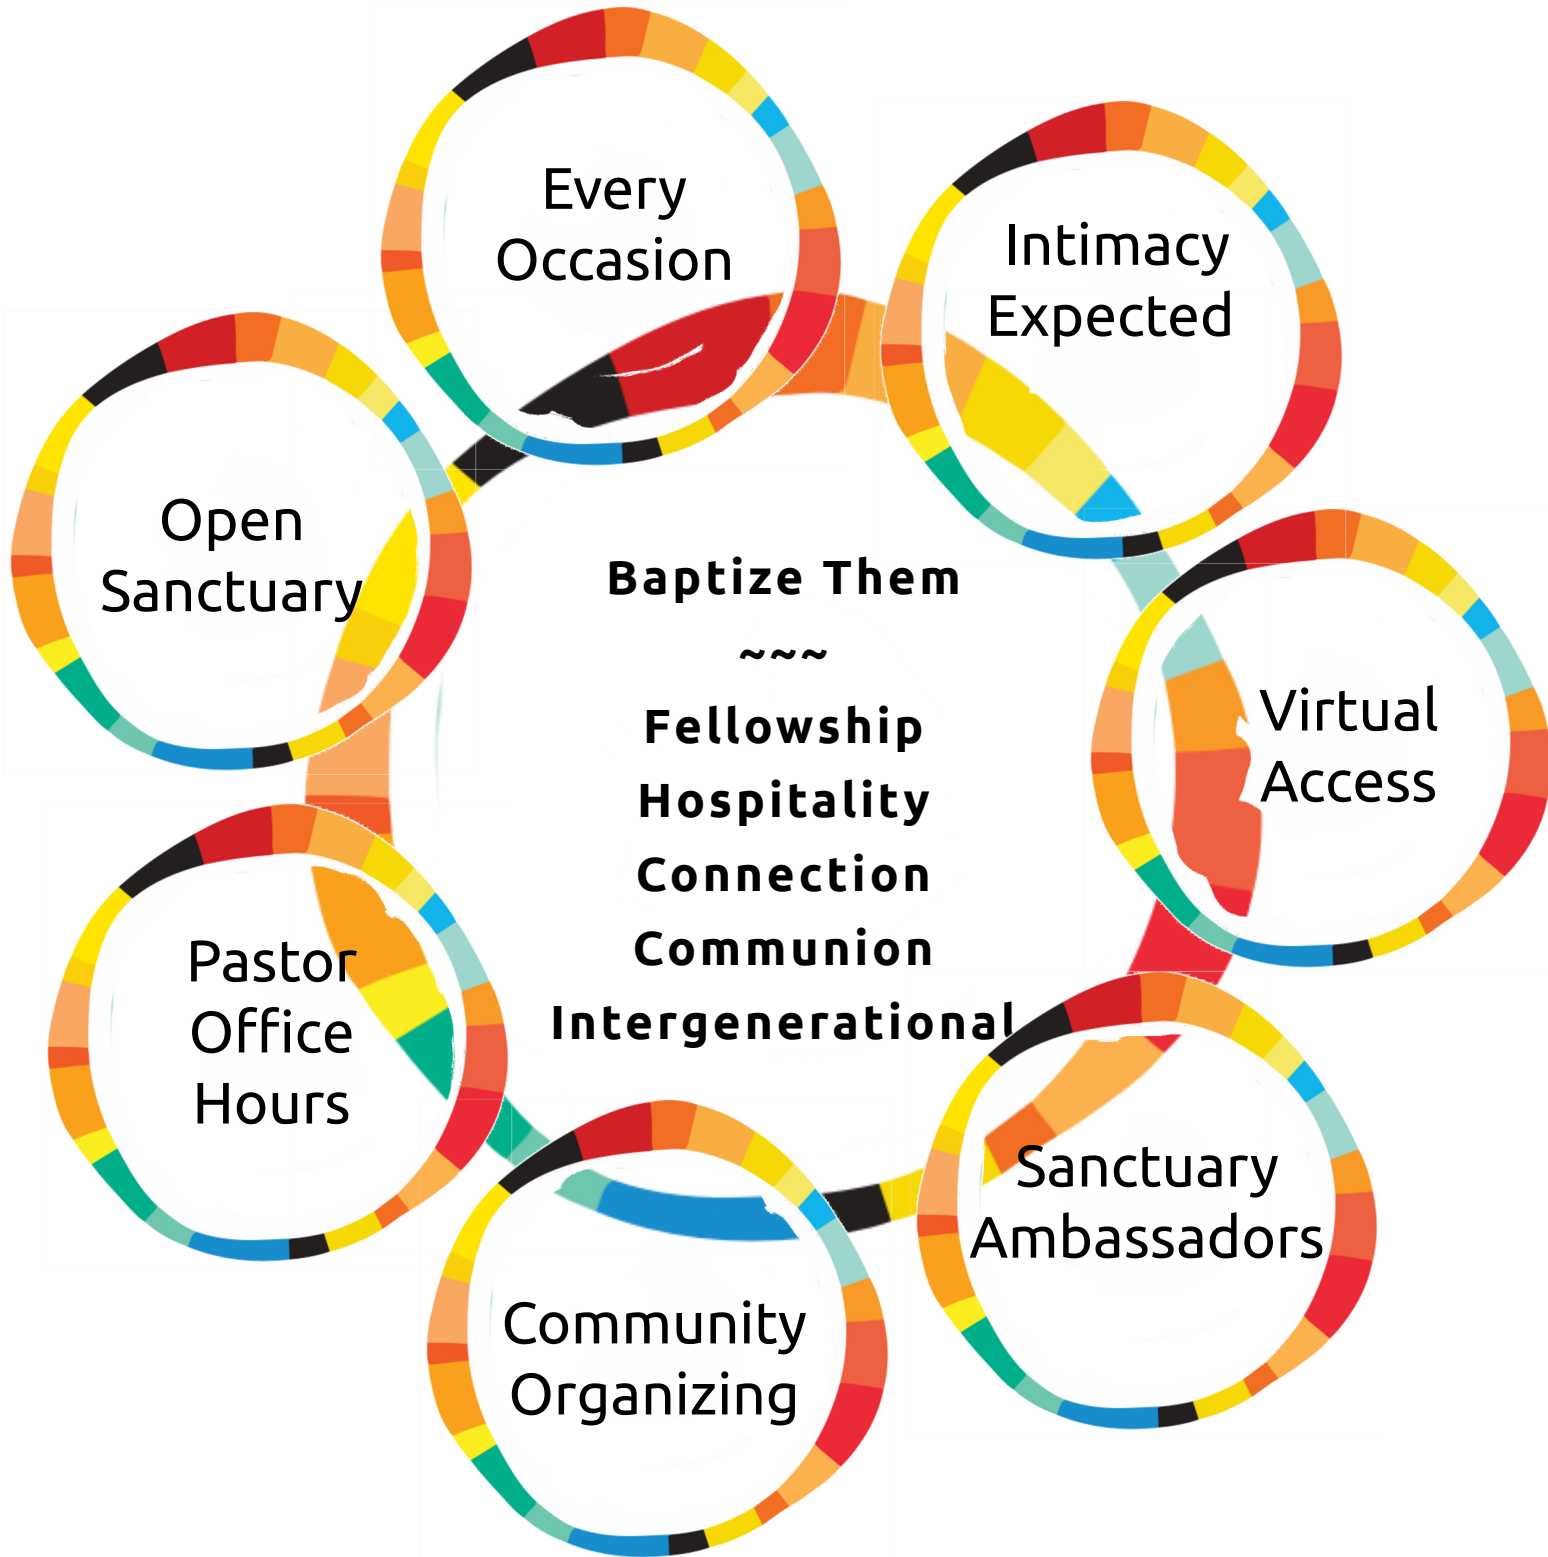 Every
Occasion
Intimacy
Expected
Open
Sanctuary
Baptize Them
~~~
Fellowship
Hospitality
Connection
Communion
Intergenerational
Virtual
Access
Pastor
Office
Hours
Sanctuary
Ambassadors
Community
Organizing